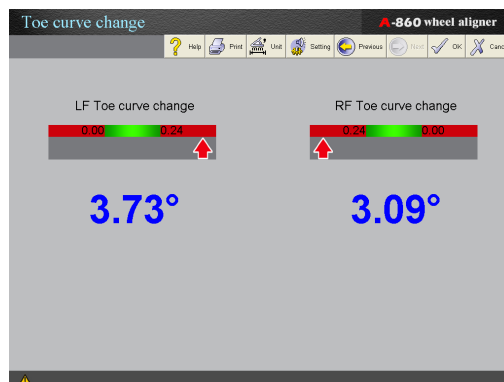 Toe curve change
A-860 wheel aligner
Help Print Unit Setting Previous Next OK Canc
LF Toe curve change
RF Toe curve change
0.00 0.24
0.24 0.00
3.73°
3.09°